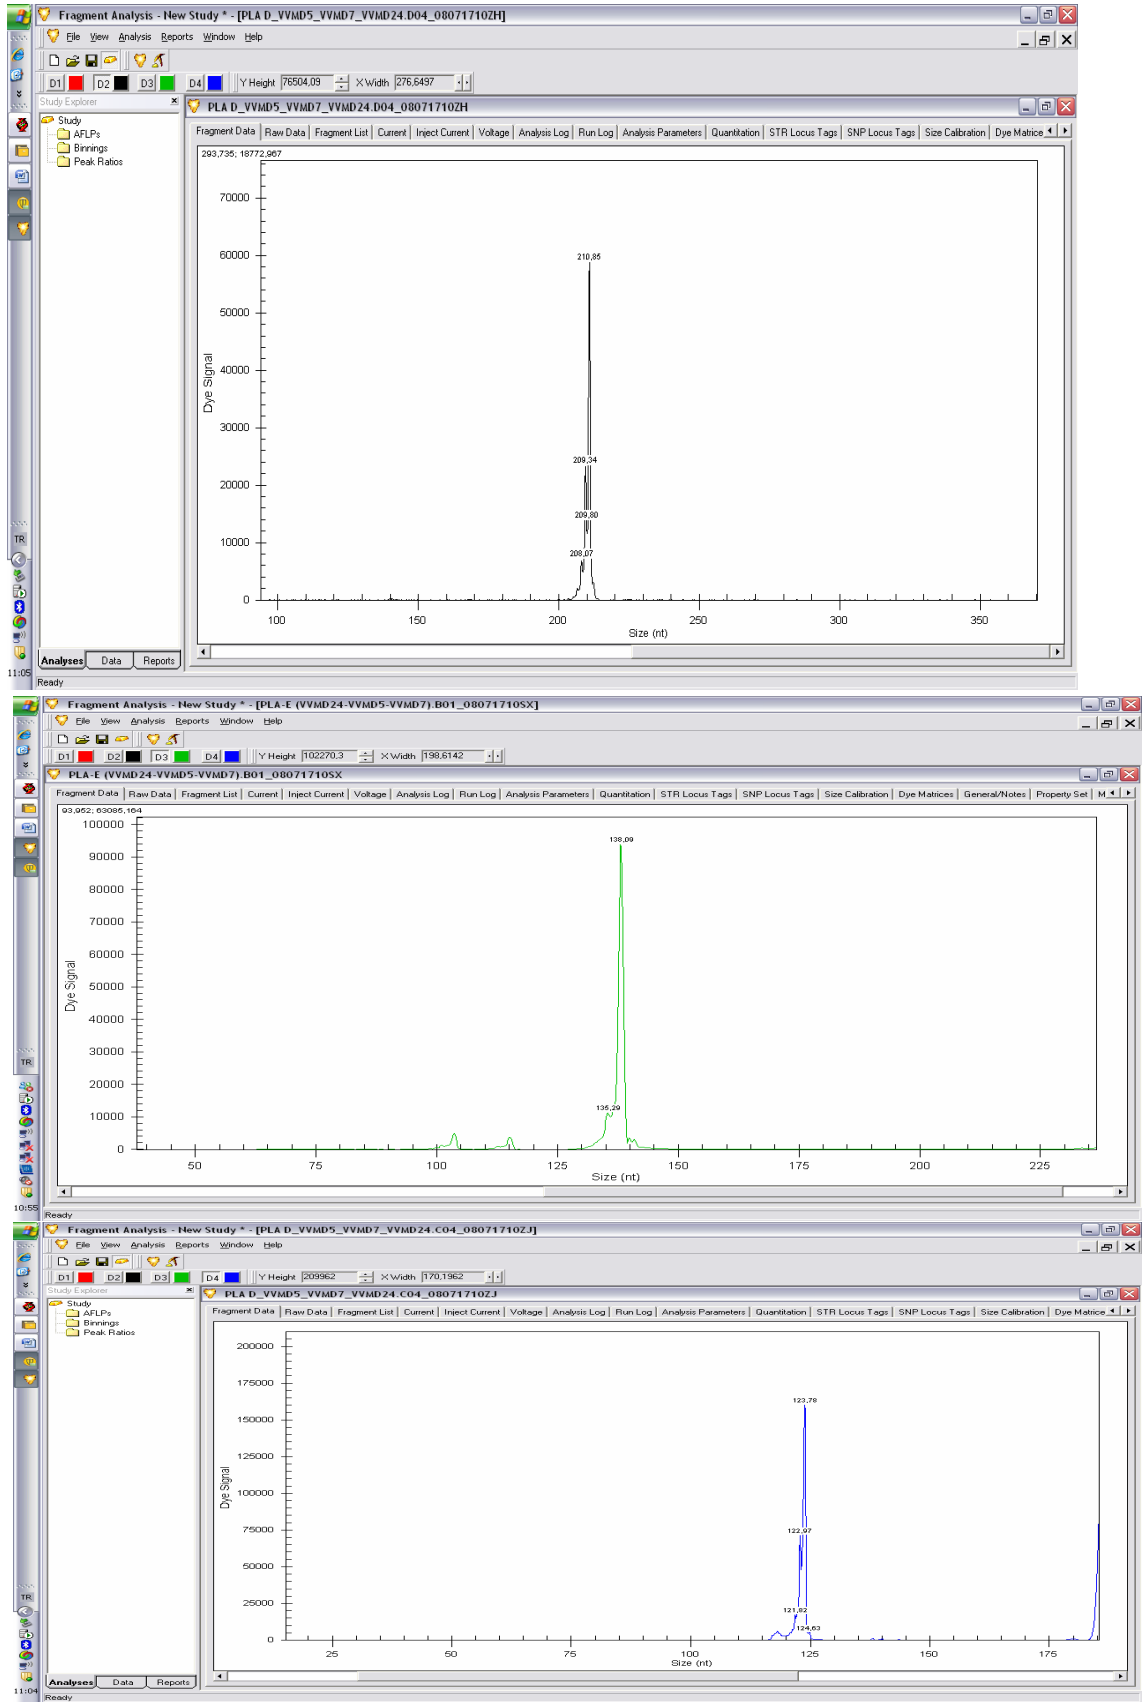 Fragment Analysis - New Study * - [PLA D_VVMD5_VVMD7_VVMD24.D04_08071710ZH]
File View Analysis Reports Window Help
D1 D2 D3 D4 Y Height 76504,09 X Width 276,6497
Study Explorer
Study
AFLPs
Binnings
Peak Ratios
PLA D_VVMD5_VVMD7_VVMD24.D04_08071710ZH
Fragment Data Raw Data Fragment List Current Inject Current Voltage Analysis Log Run Log Analysis Parameters Quantitation STR Locus Tags SNP Locus Tags Size Calibration Dye Matrice
293,735; 18772,967
70000
60000
50000
40000
30000
20000
10000
0
Dye Signal
210,85
209,34
209,80
208,07
100 150 200 250 300 350
Size (nt)
TR
11:05
Analyses Data Reports
Ready
Fragment Analysis - New Study * - [PLA-E (VVMD24-VVMD5-VVMD7).B01_08071710SX]
File View Analysis Reports Window Help
D1 D2 D3 D4 Y Height 102270,3 X Width 198,6142
PLA-E (VVMD24-VVMD5-VVMD7).B01_08071710SX
Fragment Data Raw Data Fragment List Current Inject Current Voltage Analysis Log Run Log Analysis Parameters Quantitation STR Locus Tags SNP Locus Tags Size Calibration Dye Matrices General/Notes Property Set M
93,952; 63085,164
100000
90000
80000
70000
60000
50000
40000
30000
20000
10000
0
Dye Signal
138,09
135,29
50 75 100 125 150 175 200 225
Size (nt)
TR
10:55
Ready
Fragment Analysis - New Study * - [PLA D_VVMD5_VVMD7_VVMD24.C04_08071710ZJ]
File View Analysis Reports Window Help
D1 D2 D3 D4 Y Height 209962 X Width 170,1962
Study Explorer
Study
AFLPs
Binnings
Peak Ratios
PLA D_VVMD5_VVMD7_VVMD24.C04_08071710ZJ
Fragment Data Raw Data Fragment List Current Inject Current Voltage Analysis Log Run Log Analysis Parameters Quantitation STR Locus Tags SNP Locus Tags Size Calibration Dye Matrice
200000
175000
150000
125000
100000
75000
50000
25000
0
Dye Signal
123,78
122,97
121,82
124,63
25 50 75 100 125 150 175
Size (nt)
TR
11:04
Analyses Data Reports
Ready